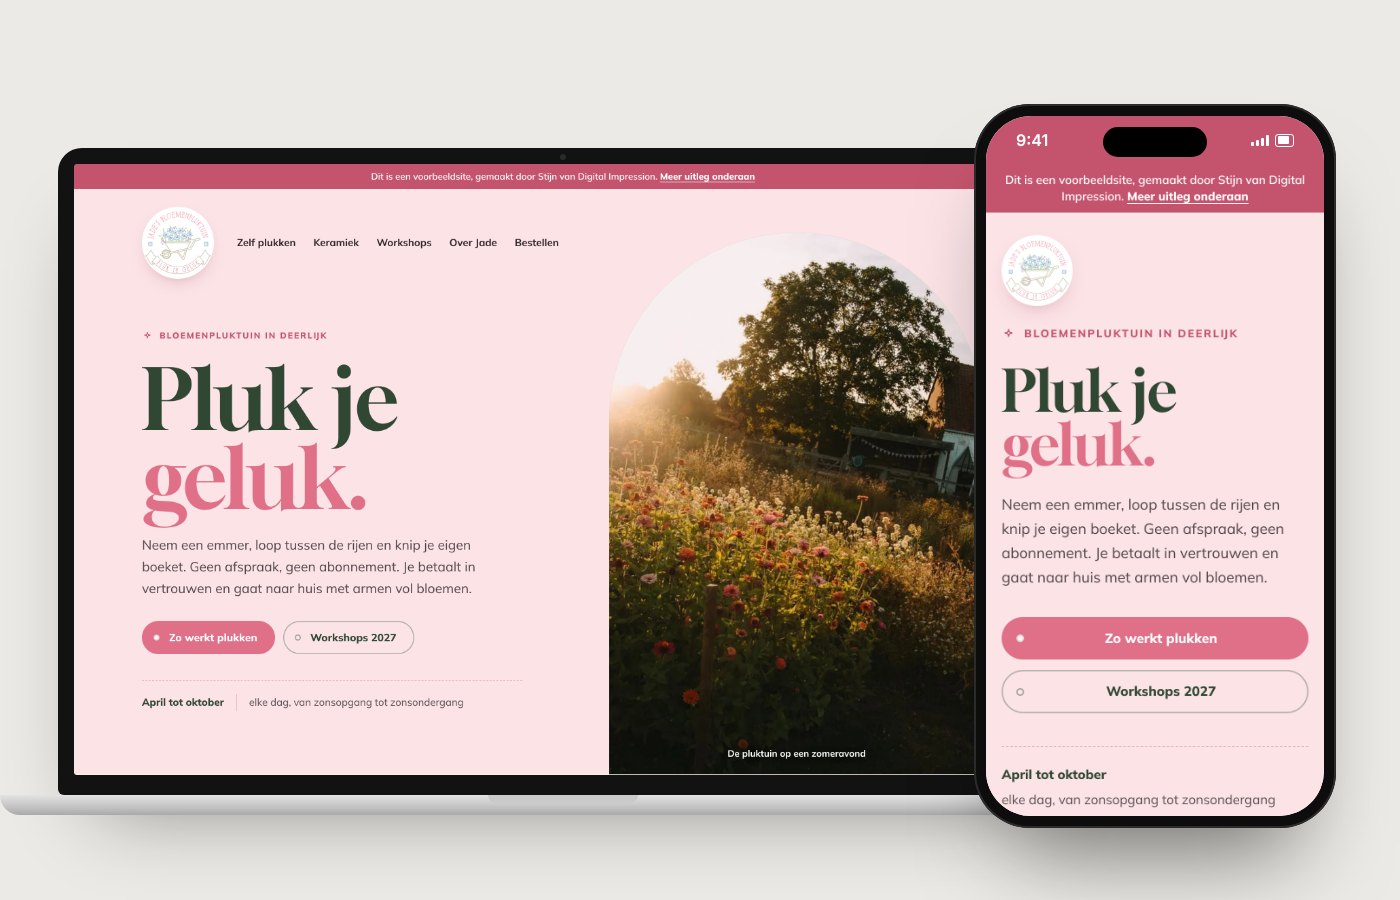 Dit is een voorbeeldsite, gemaakt door Stijn van Digital Impression. Meer uitleg onderaan
JADE'S BLOEMENPLUKTUIN
Zelf plukken
Keramiek
Workshops
Over Jade
Bestellen
BLOEMENPLUKTUIN IN DEERLIJK
Pluk je
geluk.
Neem een emmer, loop tussen de rijen en knip je eigen
boeket. Geen afspraak, geen abonnement. Je betaalt in
vertrouwen en gaat naar huis met armen vol bloemen.
Zo werkt plukken
Workshops 2027
April tot oktober
elke dag, van zonsopgang tot zonsondergang
De pluktuin op een zomeravond
9:41
Dit is een voorbeeldsite, gemaakt door Stijn van Digital
Impression. Meer uitleg onderaan
JADE'S BLOEMENPLUKTUIN
BLOEMENPLUKTUIN IN DEERLIJK
Pluk je
geluk.
Neem een emmer, loop tussen de rijen en
knip je eigen boeket. Geen afspraak, geen
abonnement. Je betaalt in vertrouwen en
gaat naar huis met armen vol bloemen.
Zo werkt plukken
Workshops 2027
April tot oktober
elke dag, van zonsopgang tot zonsondergang